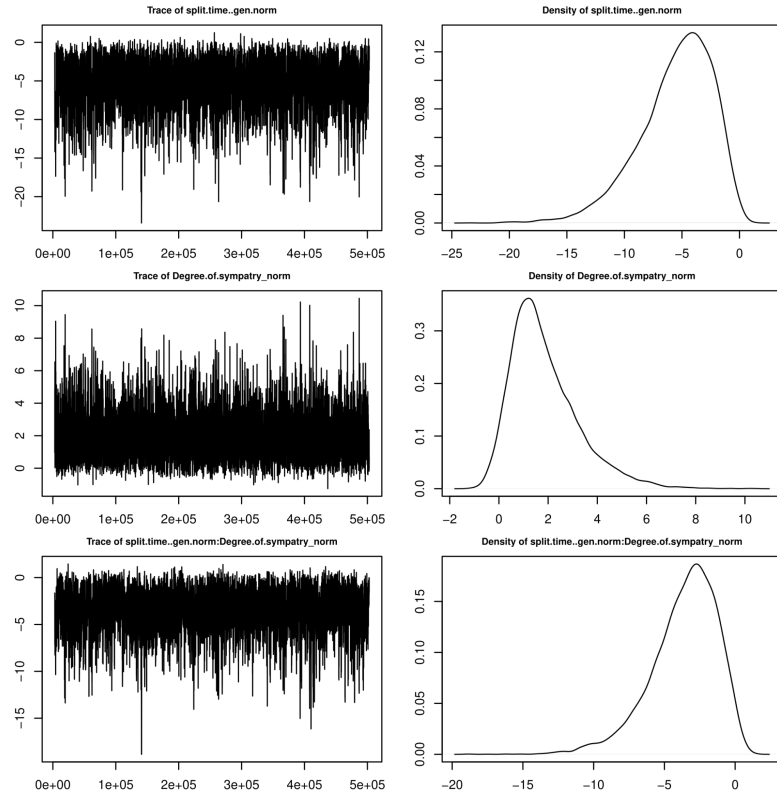 Trace of split.time..gen.norm
0
−5
−10
−15
−20
0e+00 1e+05 2e+05 3e+05 4e+05 5e+05
Density of split.time..gen.norm
0.12
0.08
0.04
0.00
−25 −20 −15 −10 −5 0
Trace of Degree.of.sympatry_norm
10
8
6
4
2
0
0e+00 1e+05 2e+05 3e+05 4e+05 5e+05
Density of Degree.of.sympatry_norm
0.3
0.2
0.1
0.0
−2 0 2 4 6 8 10
Trace of split.time..gen.norm:Degree.of.sympatry_norm
0
−5
−10
−15
0e+00 1e+05 2e+05 3e+05 4e+05 5e+05
Density of split.time..gen.norm:Degree.of.sympatry_norm
0.15
0.10
0.05
0.00
−20 −15 −10 −5 0